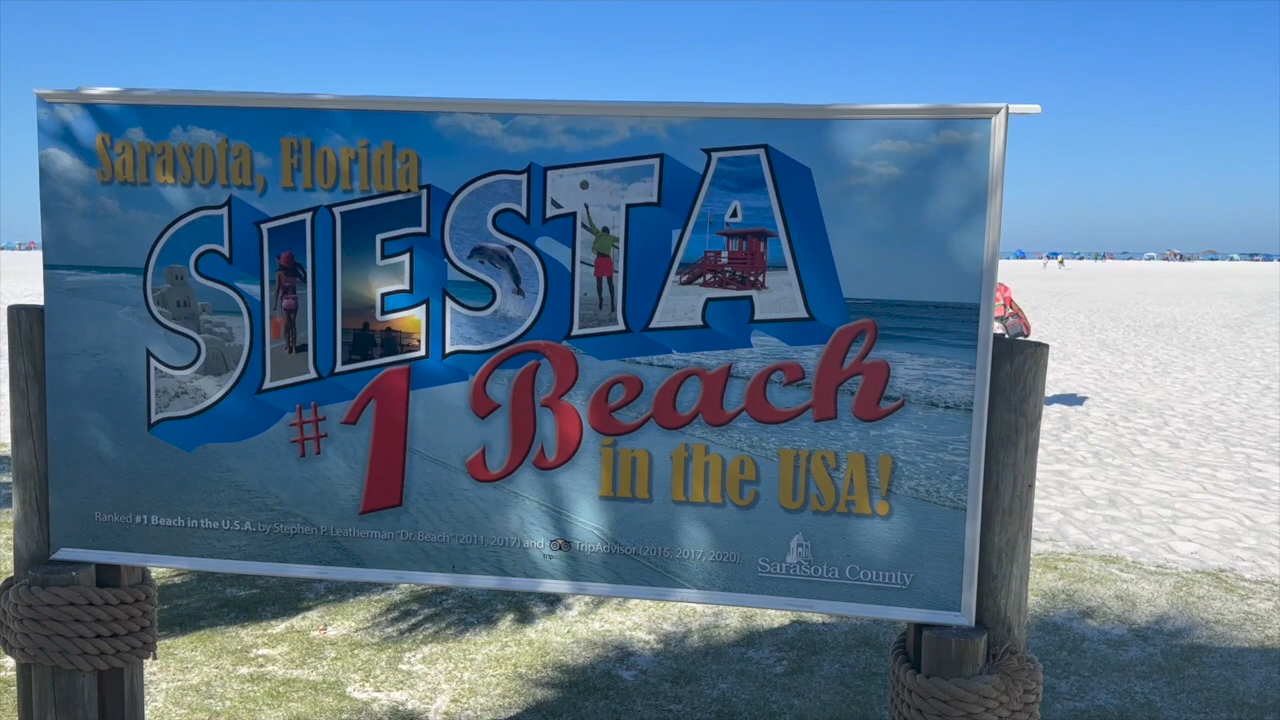 Sarasota, Florida
SIESTA
#1 Beach
in the USA!
Ranked #1 Beach in the U.S.A. by Stephen P. Leatherman "Dr. Beach" (2011, 2017) and TripAdvisor (2015, 2017, 2020).
Sarasota County